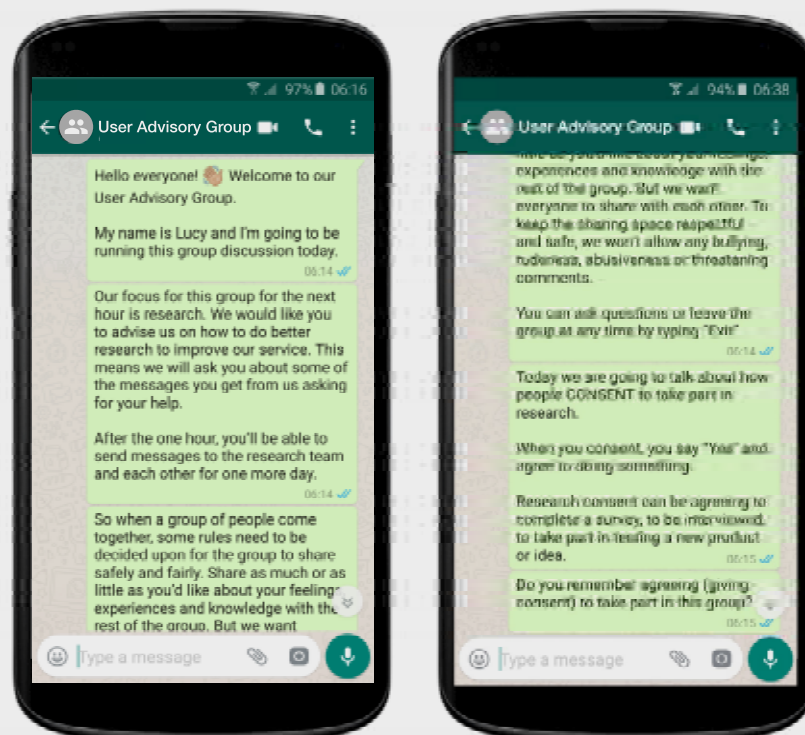 97% 06:16
User Advisory Group
Hello everyone! 👋🏽 Welcome to our
User Advisory Group.
My name is Lucy and I'm going to be
running this group discussion today.
06:14
Our focus for this group for the next
hour is research. We would like you
to advise us on how to do better
research to improve our service. This
means we will ask you about some of
the messages you get from us asking
for your help.
After the one hour, you'll be able to
send messages to the research team
and each other for one more day.
06:14
So when a group of people come
together, some rules need to be
decided upon for the group to share
safely and fairly. Share as much or as
little as you'd like about your feelings,
experiences and knowledge with the
rest of the group. But we want
Type a message
94% 06:38
User Advisory Group
little as you'd like about your feelings,
experiences and knowledge with the
rest of the group. But we want
everyone to share with each other. To
keep the sharing space respectful
and safe, we won't allow any bullying,
rudeness, abusiveness or threatening
comments.
You can ask questions or leave the
group at any time by typing "Exit"
06:14
Today we are going to talk about how
people CONSENT to take part in
research.
When you consent, you say "Yes" and
agree to doing something.
Research consent can be agreeing to
complete a survey, to be interviewed,
to take part in testing a new product
or idea.
06:15
Do you remember agreeing (giving
consent) to take part in this group?
06:15
Type a message